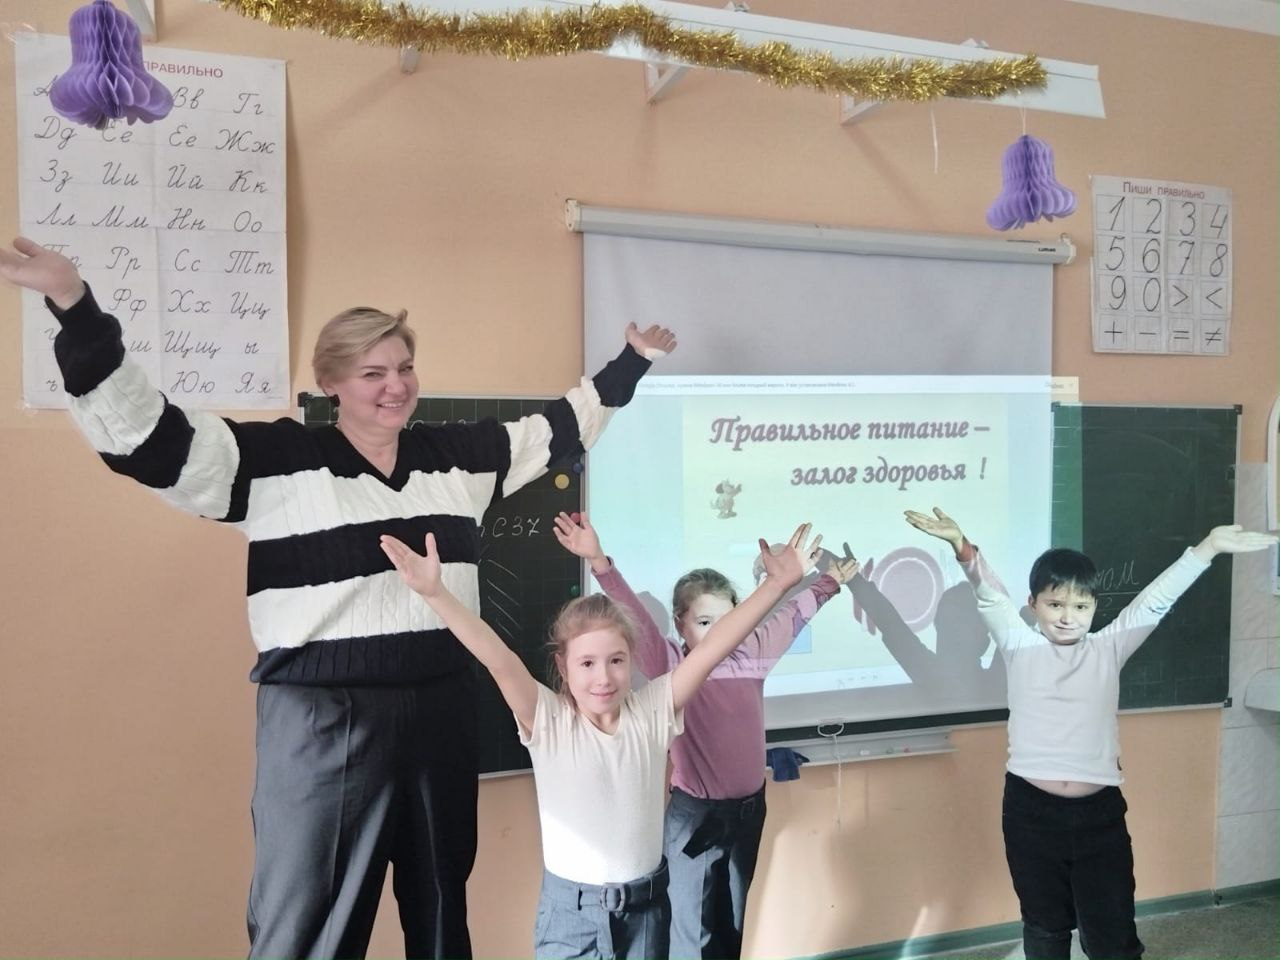 ПРАВИЛЬНО
Вв Гг
Дд Ее Ёё Жж
Зз Ии Йй Кк
Лл Мм Нн Оо
Рр Сс Тт
Фф Хх Цц
ш Щщ ы
ъ Юю Яя
Пиши правильно
1 2 3 4
5 6 7 8
9 0 > <
+ − = ≠
LUMIEN
Правильное питание –
залог здоровья !